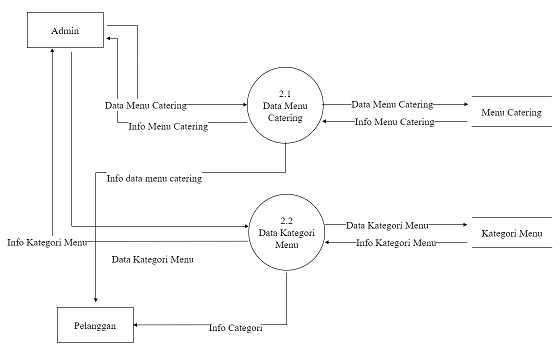 Admin
2.1
Data Menu
Catering
Data Menu Catering
Info Menu Catering
Data Menu Catering
Info Menu Catering
Menu Catering
Info data menu catering
2.2
Data Kategori
Menu
Data Kategori Menu
Info Kategori Menu
Kategori Menu
Info Kategori Menu
Data Kategori Menu
Pelanggan
Info Categori